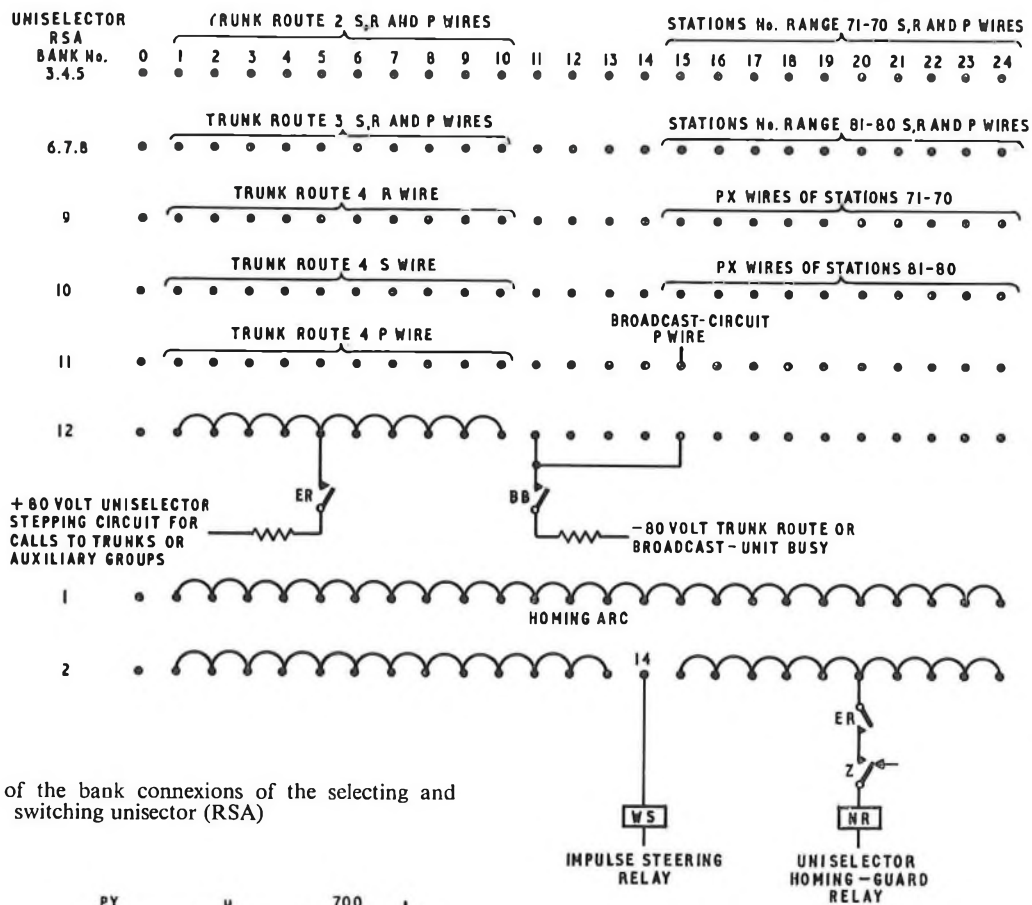 UNISELECTOR
RSA
BANK No.
TRUNK ROUTE 2 S,R AND P WIRES
STATIONS No. RANGE 71-70 S,R AND P WIRES
0 1 2 3 4 5 6 7 8 9 10 11 12 13 14 15 16 17 18 19 20 21 22 23 24
3.4.5
TRUNK ROUTE 3 S,R AND P WIRES
STATIONS No. RANGE 81-80 S,R AND P WIRES
6.7.8
TRUNK ROUTE 4 R WIRE
PX WIRES OF STATIONS 71-70
9
TRUNK ROUTE 4 S WIRE
PX WIRES OF STATIONS 81-80
10
BROADCAST-CIRCUIT
P WIRE
TRUNK ROUTE 4 P WIRE
11
12
ER
BB
+80 VOLT UNISELECTOR
STEPPING CIRCUIT FOR
CALLS TO TRUNKS OR
AUXILIARY GROUPS
-80 VOLT TRUNK ROUTE OR
BROADCAST-UNIT BUSY
1
HOMING ARC
2
14
ER
Z
of the bank connexions of the selecting and
switching unisector (RSA)
WS
NR
IMPULSE STEERING
RELAY
UNISELECTOR
HOMING-GUARD
RELAY
PY
700